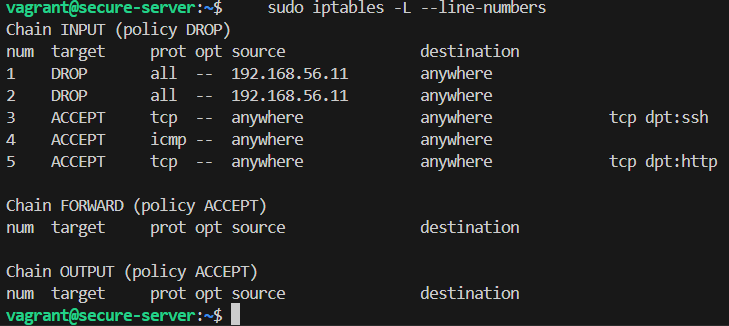 vagrant@secure-server:~$     sudo iptables -L --line-numbers
Chain INPUT (policy DROP)
num  target     prot opt source               destination
1    DROP       all  --  192.168.56.11        anywhere
2    DROP       all  --  192.168.56.11        anywhere
3    ACCEPT     tcp  --  anywhere             anywhere             tcp dpt:ssh
4    ACCEPT     icmp --  anywhere             anywhere
5    ACCEPT     tcp  --  anywhere             anywhere             tcp dpt:http

Chain FORWARD (policy ACCEPT)
num  target     prot opt source               destination

Chain OUTPUT (policy ACCEPT)
num  target     prot opt source               destination
vagrant@secure-server:~$